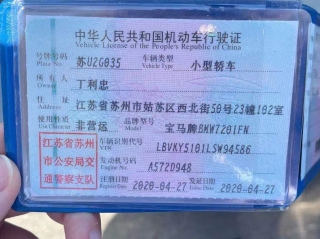 中华人民共和国机动车行驶证
Vehicle License of the People's Republic of China
号牌号码 苏U2G035 车辆类型 小型轿车
Plate No. Vehicle Type
所有人 丁利忠
Owner
住址 江苏省苏州市姑苏区西北街50号23幢102室
Address
使用性质 非营运 品牌型号 宝马牌BMW7201FN
Model
江苏省苏州
市公安局交
通警察支队
车辆识别代号 LBVKY5101LSW94586
VIN
发动机号码 A572D948
Engine No.
注册日期 2020-04-27 发证日期 2020-04-27
Register Date Issue Date